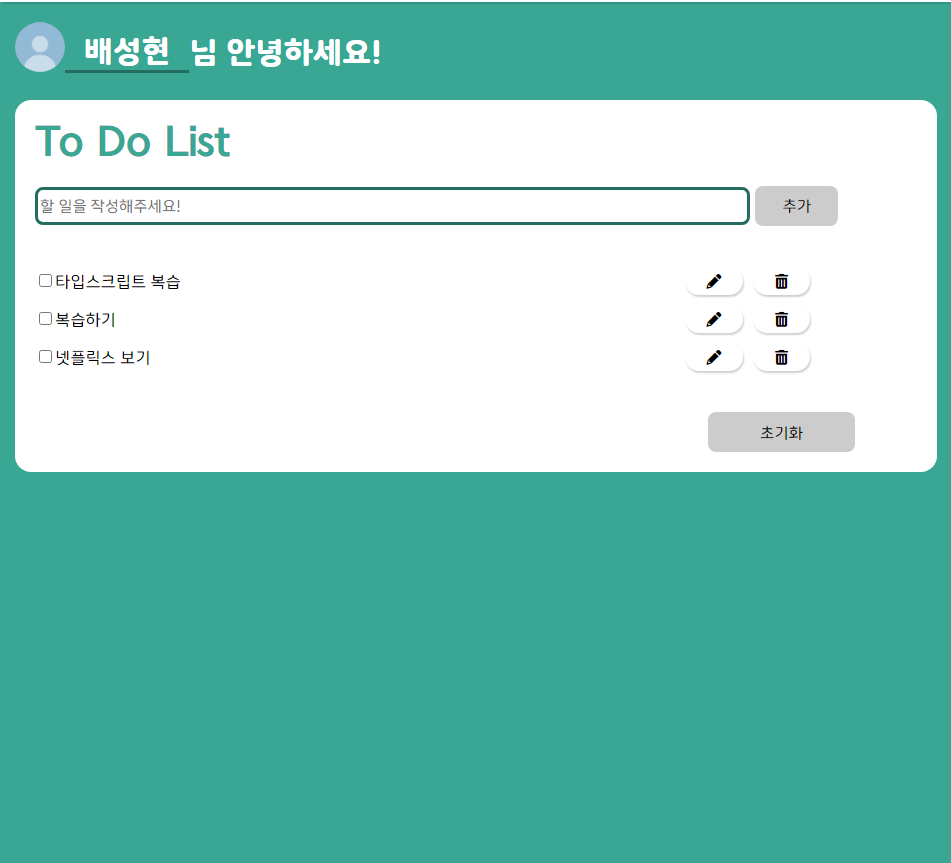 배성현 님 안녕하세요!
To Do List
할 일을 작성해주세요! 추가
타입스크립트 복습
복습하기
넷플릭스 보기
초기화